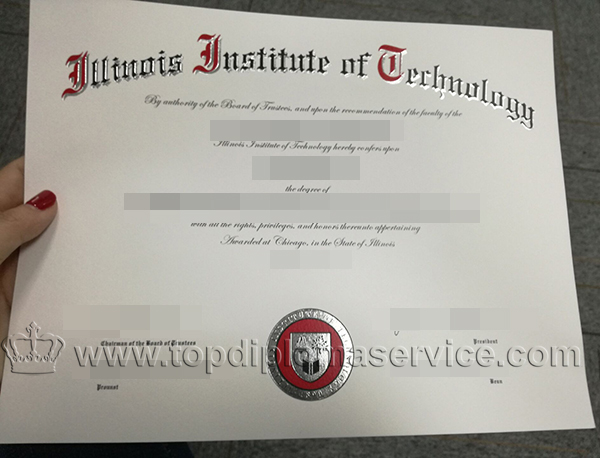 Illinois Institute of Technology
By authority of the Board of Trustees, and upon the recommendation of the faculty of the
Illinois Institute of Technology hereby confers upon
the degree of
with all the rights, privileges, and honors thereunto appertaining
Awarded at Chicago, in the State of Illinois
Chairman of the Board of Trustees
President
www.topdiplomaservice.com
Provost
Dean